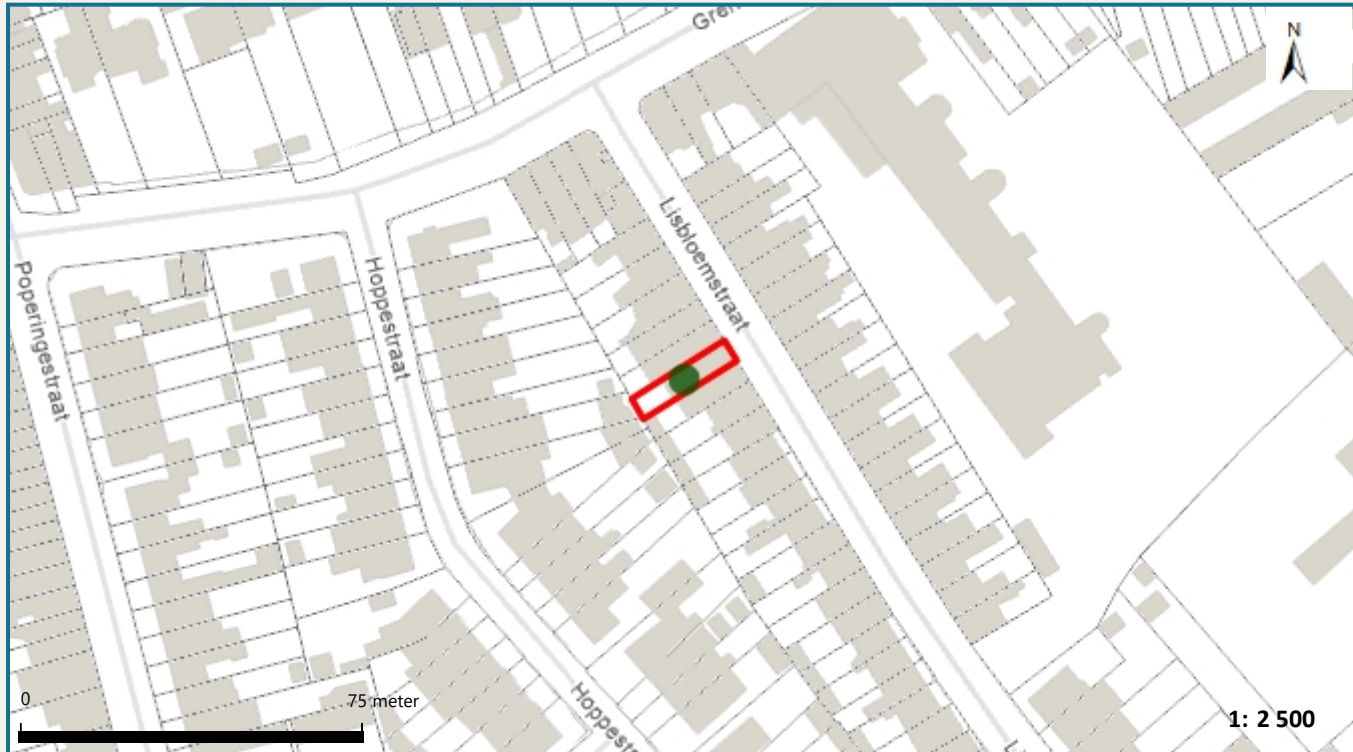 N
Lisbloemstraat
Hoppestraat
Poperingestraat
0
75 meter
1: 2 500